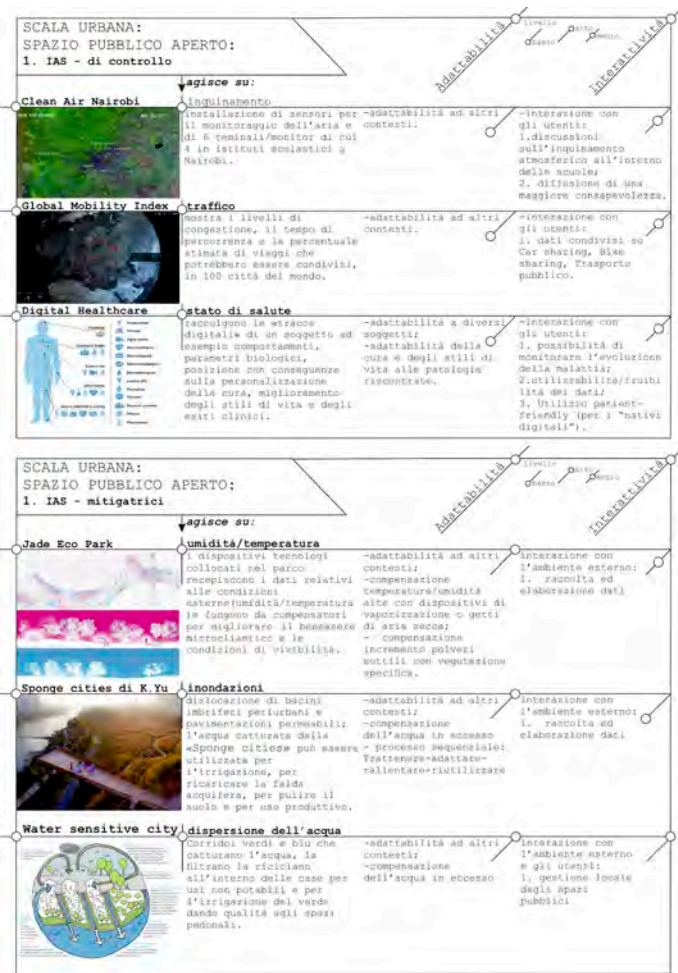 SCALA URBANA:
SPAZIO PUBBLICO APERTO:
1. IAS - di controllo
Adattabilità
livello
basso
alto
medio
Interattività
agisce su:
Clean Air Nairobi
inquinamento
installazione di sensori per
il monitoraggio dell'aria e
di 6 teminali/monitor di cui
4 in istituti scolastici a
Nairobi.
-adattabilità ad altri
contesti.
-interazione con
gli utenti:
1.discussioni
sull'inquinamento
atmosferico all'interno
delle scuole;
2. diffusione di una
maggiore consapevolezza.
Global Mobility Index
traffico
mostra i livelli di
congestione, il tempo di
percorrenza e la percentuale
stimata di viaggi che
potrebbero essere condivisi,
in 100 città del mondo.
-adattabilità ad altri
contesti.
-interazione con
gli utenti:
1. dati condivisi su
Car sharing, Bike
sharing, Trasporto
pubblico.
Digital Healthcare
stato di salute
raccolgono le «tracce
digitali» di un soggetto ad
esempio comportamenti,
parametri biologici,
posizione con conseguenze
sulla personalizzazione
della cura, miglioramento
degli stili di vita e degli
esiti clinici.
-adattabilità a diversi
soggetti;
-adattabilità della
cura e degli stili di
vita alle patologie
riscontrate.
-interazione con
gli utenti:
1. possibilità di
monitorare l'evoluzione
della malattia;
2.utilizzabilità/fruibi
lità dei dati;
3. Utilizzo patient-
friendly (per i "nativi
digitali").
SCALA URBANA:
SPAZIO PUBBLICO APERTO:
1. IAS - mitigatrici
Adattabilità
livello
basso
alto
medio
Interattività
agisce su:
Jade Eco Park
umidità/temperatura
i dispositivi tecnologi
collocati nel parco
recepiscono i dati relativi
alle condizioni
esterne(umidità/temperatura
)e fungono da compensatori
per migliorare il benessere
microcliamtico e le
condizioni di vivibilità.
-adattabilità ad altri
contesti;
-compensazione
temperatura/umidità
alte con dispositivi di
vaporizzazione o getti
di aria secca;
- compensazione
incremento polveri
sottili con vegetazione
specifica.
interazione con
l'ambiente esterno:
1. raccolta ed
elaborazione dati
Sponge cities di K.Yu
inondazioni
dislocazione di bacini
imbriferi periurbani e
pavimentazioni permeabili;
l'acqua catturata dalla
«Sponge cities» può essere
utilizzata per
l'irrigazione, per
ricaricare la falda
acquifera, per pulire il
suolo e per uso produttivo.
-adattabilità ad altri
contesti;
-compensazione
dell'acqua in eccesso
- processo sequenziale:
Trattenere-adattare-
rallentare-riutilizzare
interazione con
l'ambiente esterno:
1. raccolta ed
elaborazione dati
Water sensitive city
dispersione dell'acqua
Corridoi verdi e blu che
catturano l'acqua, la
filtrano la riciclano
all'interno delle case per
usi non potabili e per
l'irrigazione del verde
dando qualità agli spazi
pedonali.
-adattabilità ad altri
contesti;
-compensazione
dell'acqua in eccesso
interazione con
l'ambiente esterno
e gli utenti:
1. gestione locale
degli spazi
pubblici